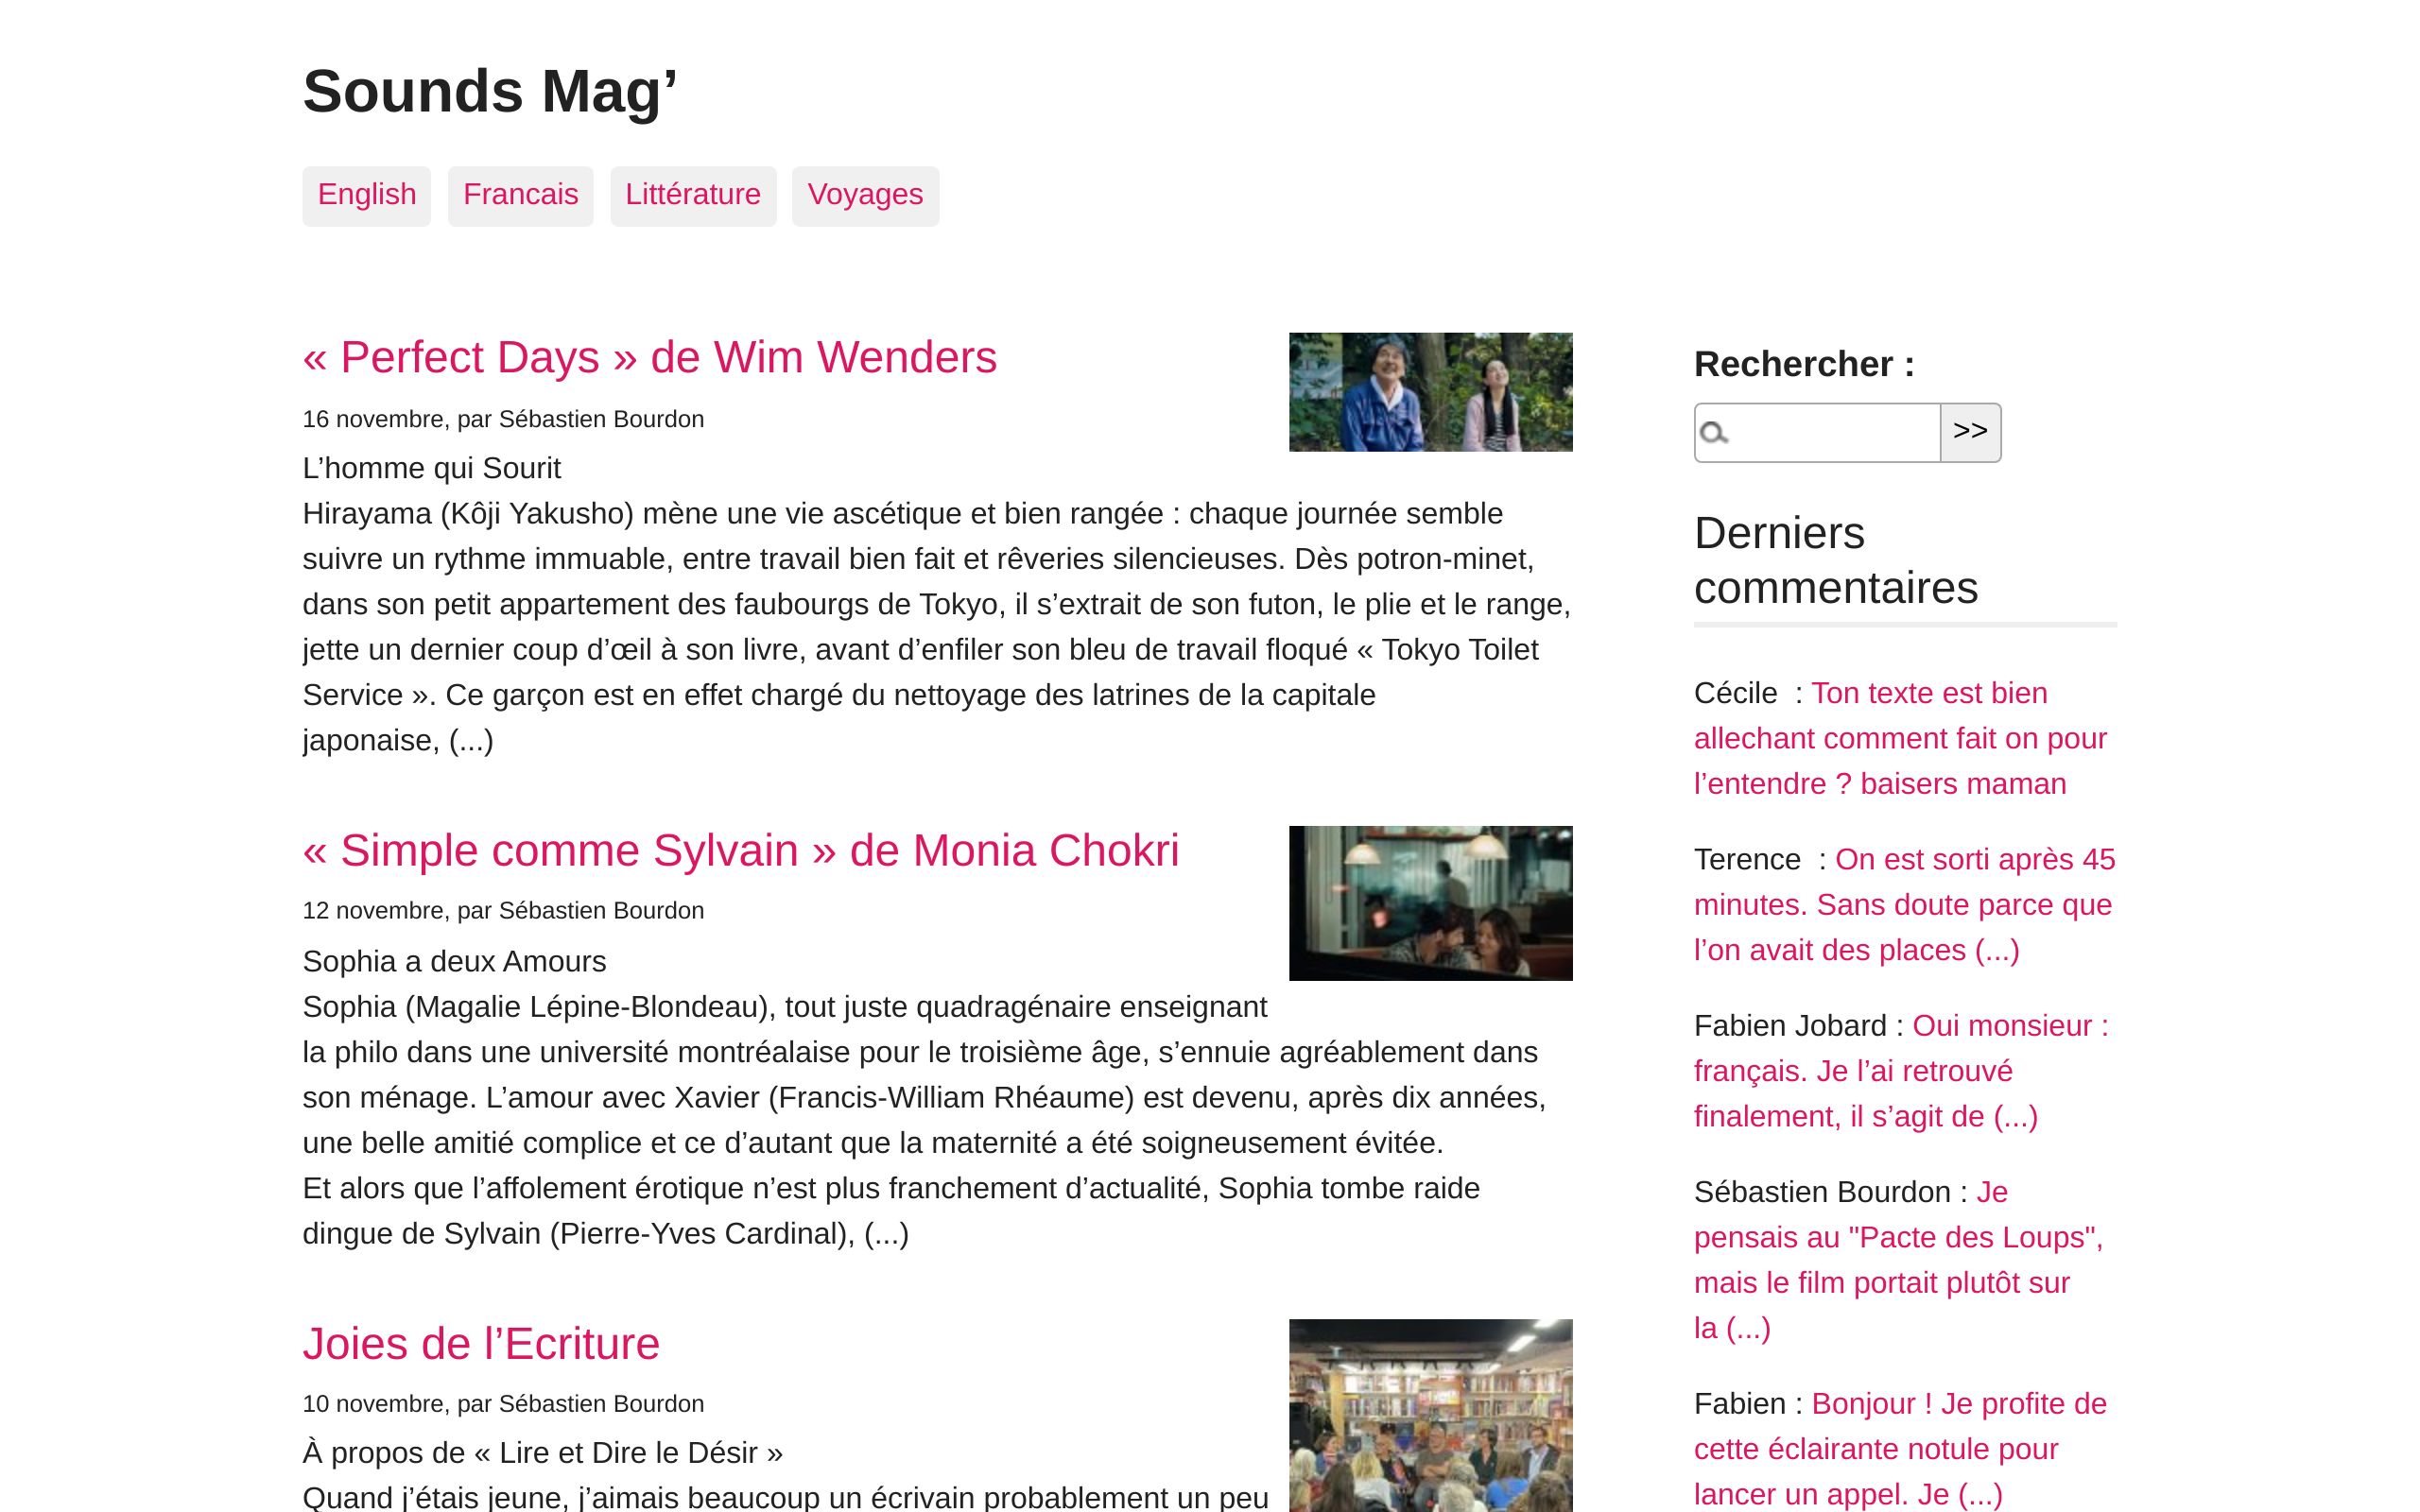 Sounds Mag’
English Francais Littérature Voyages
« Perfect Days » de Wim Wenders
16 novembre, par Sébastien Bourdon
L’homme qui Sourit
Hirayama (Kôji Yakusho) mène une vie ascétique et bien rangée : chaque journée semble
suivre un rythme immuable, entre travail bien fait et rêveries silencieuses. Dès potron-minet,
dans son petit appartement des faubourgs de Tokyo, il s’extrait de son futon, le plie et le range,
jette un dernier coup d’œil à son livre, avant d’enfiler son bleu de travail floqué « Tokyo Toilet
Service ». Ce garçon est en effet chargé du nettoyage des latrines de la capitale
japonaise, (...)
« Simple comme Sylvain » de Monia Chokri
12 novembre, par Sébastien Bourdon
Sophia a deux Amours
Sophia (Magalie Lépine-Blondeau), tout juste quadragénaire enseignant
la philo dans une université montréalaise pour le troisième âge, s’ennuie agréablement dans
son ménage. L’amour avec Xavier (Francis-William Rhéaume) est devenu, après dix années,
une belle amitié complice et ce d’autant que la maternité a été soigneusement évitée.
Et alors que l’affolement érotique n’est plus franchement d’actualité, Sophia tombe raide
dingue de Sylvain (Pierre-Yves Cardinal), (...)
Joies de l’Ecriture
10 novembre, par Sébastien Bourdon
À propos de « Lire et Dire le Désir »
Quand j’étais jeune, j’aimais beaucoup un écrivain probablement un peu
Rechercher :
>>
Derniers
commentaires
Cécile  : Ton texte est bien
allechant comment fait on pour
l’entendre ? baisers maman
Terence  : On est sorti après 45
minutes. Sans doute parce que
l’on avait des places (...)
Fabien Jobard : Oui monsieur :
français. Je l’ai retrouvé
finalement, il s’agit de (...)
Sébastien Bourdon : Je
pensais au "Pacte des Loups",
mais le film portait plutôt sur
la (...)
Fabien : Bonjour ! Je profite de
cette éclairante notule pour
lancer un appel. Je (...)